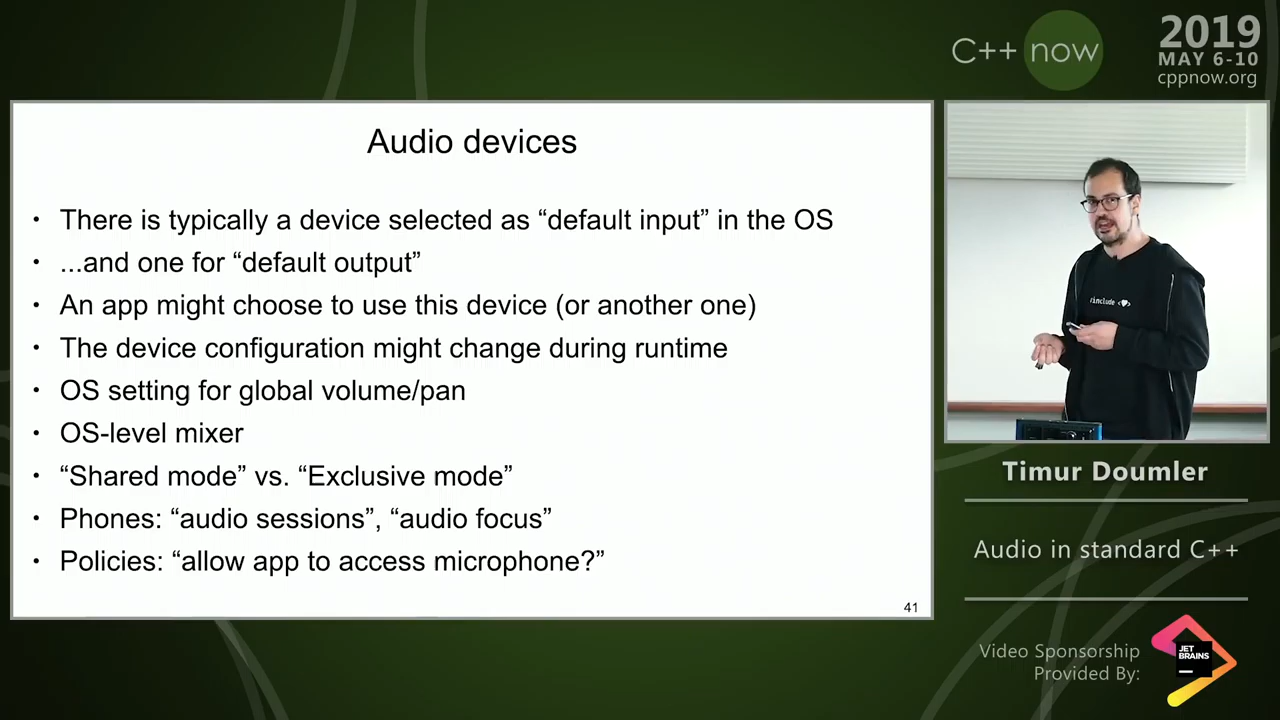 C++ now
2019
MAY 6-10
cppnow.org
Audio devices
• There is typically a device selected as “default input” in the OS
• ...and one for “default output”
• An app might choose to use this device (or another one)
• The device configuration might change during runtime
• OS setting for global volume/pan
• OS-level mixer
• “Shared mode” vs. “Exclusive mode”
• Phones: “audio sessions”, “audio focus”
• Policies: “allow app to access microphone?”
41
#include <♥>
Timur Doumler
Audio in standard C++
Video Sponsorship
Provided By:
JET
BRAINS